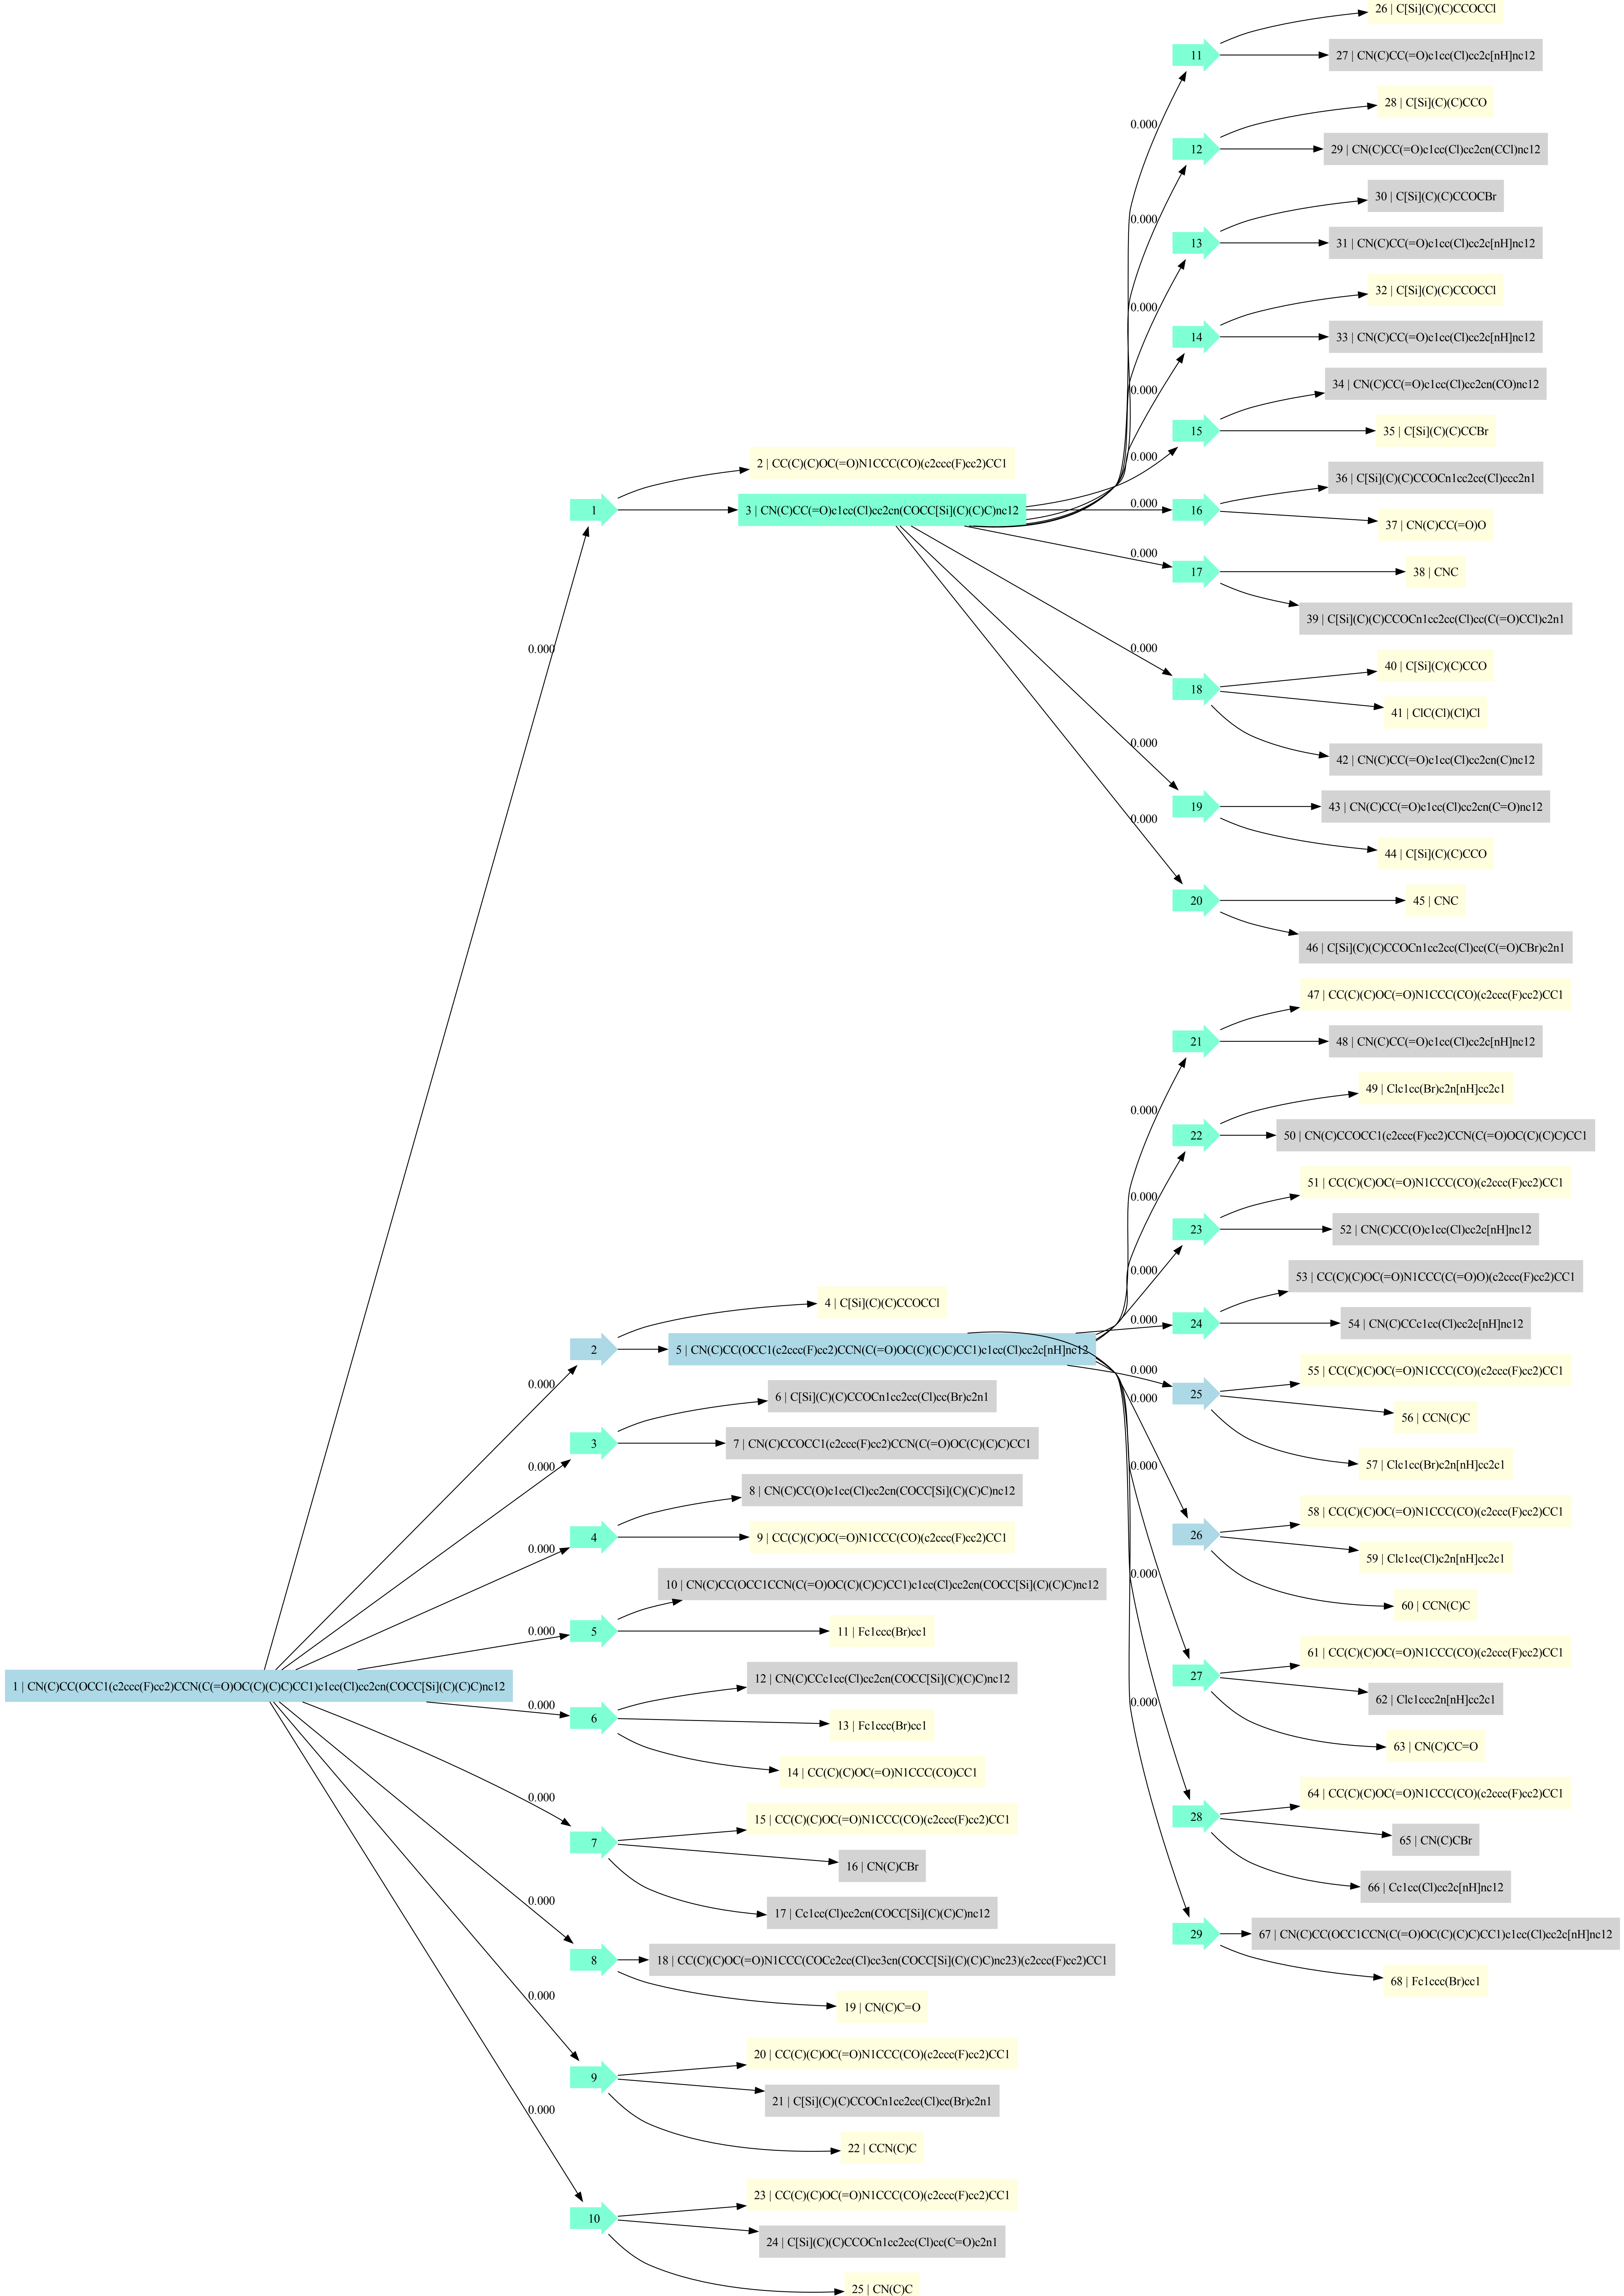 1 | CN(C)CC(OCC1(c2ccc(F)cc2)CCN(C(=O)OC(C)(C)C)CC1)c1cc(Cl)cc2cn(COCC[Si](C)(C)C)nc12
0.000
0.000
0.000
0.000
0.000
0.000
0.000
0.000
0.000
0.000
1
2 | CC(C)(C)OC(=O)N1CCC(CO)(c2ccc(F)cc2)CC1
3 | CN(C)CC(=O)c1cc(Cl)cc2cn(COCC[Si](C)(C)C)nc12
2
4 | C[Si](C)(C)CCOCCl
5 | CN(C)CC(OCC1(c2ccc(F)cc2)CCN(C(=O)OC(C)(C)C)CC1)c1cc(Cl)cc2c[nH]nc12
3
6 | C[Si](C)(C)CCOCn1cc2cc(Cl)cc(Br)c2n1
7 | CN(C)CCOCC1(c2ccc(F)cc2)CCN(C(=O)OC(C)(C)C)CC1
4
8 | CN(C)CC(O)c1cc(Cl)cc2cn(COCC[Si](C)(C)C)nc12
9 | CC(C)(C)OC(=O)N1CCC(CO)(c2ccc(F)cc2)CC1
5
10 | CN(C)CC(OCC1CCN(C(=O)OC(C)(C)C)CC1)c1cc(Cl)cc2cn(COCC[Si](C)(C)C)nc12
11 | Fc1ccc(Br)cc1
6
12 | CN(C)CCc1cc(Cl)cc2cn(COCC[Si](C)(C)C)nc12
13 | Fc1ccc(Br)cc1
14 | CC(C)(C)OC(=O)N1CCC(CO)CC1
7
15 | CC(C)(C)OC(=O)N1CCC(CO)(c2ccc(F)cc2)CC1
16 | CN(C)CBr
17 | Cc1cc(Cl)cc2cn(COCC[Si](C)(C)C)nc12
8
18 | CC(C)(C)OC(=O)N1CCC(COCc2cc(Cl)cc3cn(COCC[Si](C)(C)C)nc23)(c2ccc(F)cc2)CC1
19 | CN(C)C=O
9
20 | CC(C)(C)OC(=O)N1CCC(CO)(c2ccc(F)cc2)CC1
21 | C[Si](C)(C)CCOCn1cc2cc(Cl)cc(Br)c2n1
22 | CCN(C)C
10
23 | CC(C)(C)OC(=O)N1CCC(CO)(c2ccc(F)cc2)CC1
24 | C[Si](C)(C)CCOCn1cc2cc(Cl)cc(C=O)c2n1
25 | CN(C)C
0.000
0.000
0.000
0.000
0.000
0.000
0.000
0.000
0.000
0.000
11
26 | C[Si](C)(C)CCOCCl
27 | CN(C)CC(=O)c1cc(Cl)cc2c[nH]nc12
12
28 | C[Si](C)(C)CCO
29 | CN(C)CC(=O)c1cc(Cl)cc2cn(CCl)nc12
13
30 | C[Si](C)(C)CCOCBr
31 | CN(C)CC(=O)c1cc(Cl)cc2c[nH]nc12
14
32 | C[Si](C)(C)CCOCCl
33 | CN(C)CC(=O)c1cc(Cl)cc2c[nH]nc12
15
34 | CN(C)CC(=O)c1cc(Cl)cc2cn(CO)nc12
35 | C[Si](C)(C)CCBr
16
36 | C[Si](C)(C)CCOCn1cc2cc(Cl)ccc2n1
37 | CN(C)CC(=O)O
17
38 | CNC
39 | C[Si](C)(C)CCOCn1cc2cc(Cl)cc(C(=O)CCl)c2n1
18
40 | C[Si](C)(C)CCO
41 | ClC(Cl)(Cl)Cl
42 | CN(C)CC(=O)c1cc(Cl)cc2cn(C)nc12
19
43 | CN(C)CC(=O)c1cc(Cl)cc2cn(C=O)nc12
44 | C[Si](C)(C)CCO
20
45 | CNC
46 | C[Si](C)(C)CCOCn1cc2cc(Cl)cc(C(=O)CBr)c2n1
0.000
0.000
0.000
0.000
0.000
0.000
0.000
0.000
0.000
21
47 | CC(C)(C)OC(=O)N1CCC(CO)(c2ccc(F)cc2)CC1
48 | CN(C)CC(=O)c1cc(Cl)cc2c[nH]nc12
22
49 | Clc1cc(Br)c2n[nH]cc2c1
50 | CN(C)CCOCC1(c2ccc(F)cc2)CCN(C(=O)OC(C)(C)C)CC1
23
51 | CC(C)(C)OC(=O)N1CCC(CO)(c2ccc(F)cc2)CC1
52 | CN(C)CC(O)c1cc(Cl)cc2c[nH]nc12
24
53 | CC(C)(C)OC(=O)N1CCC(C(=O)O)(c2ccc(F)cc2)CC1
54 | CN(C)CCc1cc(Cl)cc2c[nH]nc12
25
55 | CC(C)(C)OC(=O)N1CCC(CO)(c2ccc(F)cc2)CC1
56 | CCN(C)C
57 | Clc1cc(Br)c2n[nH]cc2c1
26
58 | CC(C)(C)OC(=O)N1CCC(CO)(c2ccc(F)cc2)CC1
59 | Clc1cc(Cl)c2n[nH]cc2c1
60 | CCN(C)C
27
61 | CC(C)(C)OC(=O)N1CCC(CO)(c2ccc(F)cc2)CC1
62 | Clc1ccc2n[nH]cc2c1
63 | CN(C)CC=O
28
64 | CC(C)(C)OC(=O)N1CCC(CO)(c2ccc(F)cc2)CC1
65 | CN(C)CBr
66 | Cc1cc(Cl)cc2c[nH]nc12
29
67 | CN(C)CC(OCC1CCN(C(=O)OC(C)(C)C)CC1)c1cc(Cl)cc2c[nH]nc12
68 | Fc1ccc(Br)cc1